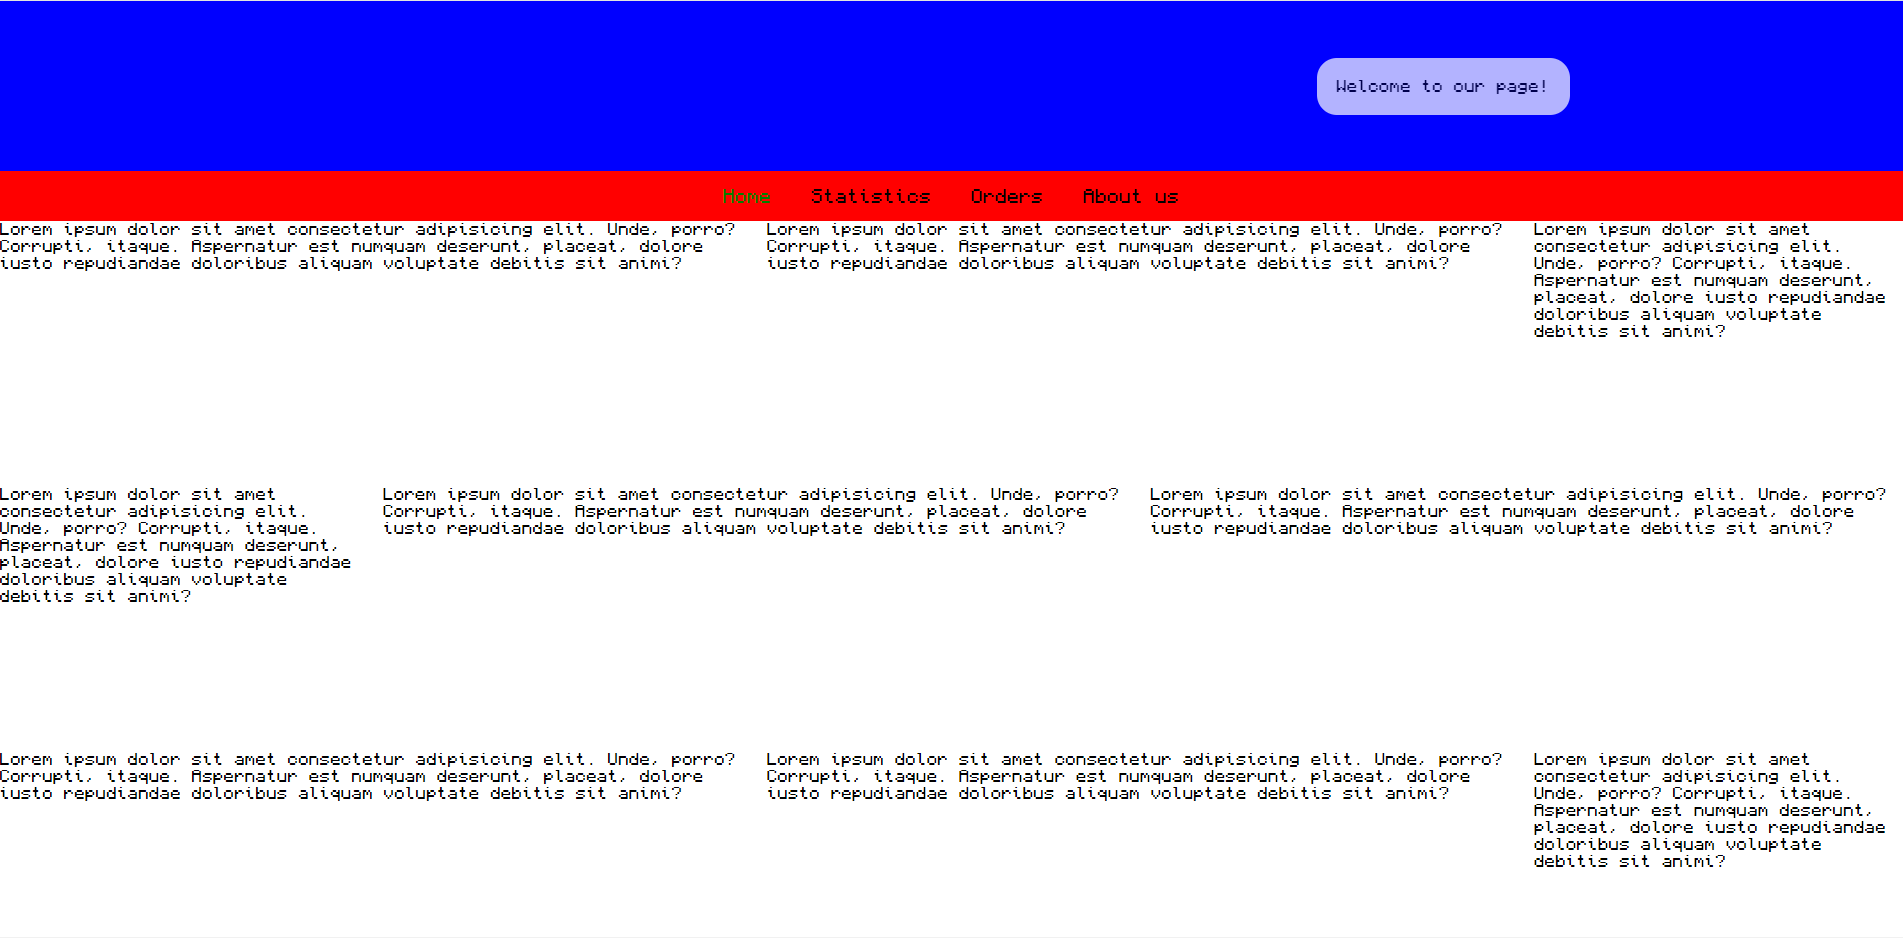 Welcome to our page!
Home Statistics Orders About us
Lorem ipsum dolor sit amet consectetur adipisicing elit. Unde, porro?
Corrupti, itaque. Aspernatur est numquam deserunt, placeat, dolore
iusto repudiandae doloribus aliquam voluptate debitis sit animi?
Lorem ipsum dolor sit amet consectetur adipisicing elit. Unde, porro?
Corrupti, itaque. Aspernatur est numquam deserunt, placeat, dolore
iusto repudiandae doloribus aliquam voluptate debitis sit animi?
Lorem ipsum dolor sit amet
consectetur adipisicing elit.
Unde, porro? Corrupti, itaque.
Aspernatur est numquam deserunt,
placeat, dolore iusto repudiandae
doloribus aliquam voluptate
debitis sit animi?
Lorem ipsum dolor sit amet
consectetur adipisicing elit.
Unde, porro? Corrupti, itaque.
Aspernatur est numquam deserunt,
placeat, dolore iusto repudiandae
doloribus aliquam voluptate
debitis sit animi?
Lorem ipsum dolor sit amet consectetur adipisicing elit. Unde, porro?
Corrupti, itaque. Aspernatur est numquam deserunt, placeat, dolore
iusto repudiandae doloribus aliquam voluptate debitis sit animi?
Lorem ipsum dolor sit amet consectetur adipisicing elit. Unde, porro?
Corrupti, itaque. Aspernatur est numquam deserunt, placeat, dolore
iusto repudiandae doloribus aliquam voluptate debitis sit animi?
Lorem ipsum dolor sit amet consectetur adipisicing elit. Unde, porro?
Corrupti, itaque. Aspernatur est numquam deserunt, placeat, dolore
iusto repudiandae doloribus aliquam voluptate debitis sit animi?
Lorem ipsum dolor sit amet consectetur adipisicing elit. Unde, porro?
Corrupti, itaque. Aspernatur est numquam deserunt, placeat, dolore
iusto repudiandae doloribus aliquam voluptate debitis sit animi?
Lorem ipsum dolor sit amet
consectetur adipisicing elit.
Unde, porro? Corrupti, itaque.
Aspernatur est numquam deserunt,
placeat, dolore iusto repudiandae
doloribus aliquam voluptate
debitis sit animi?